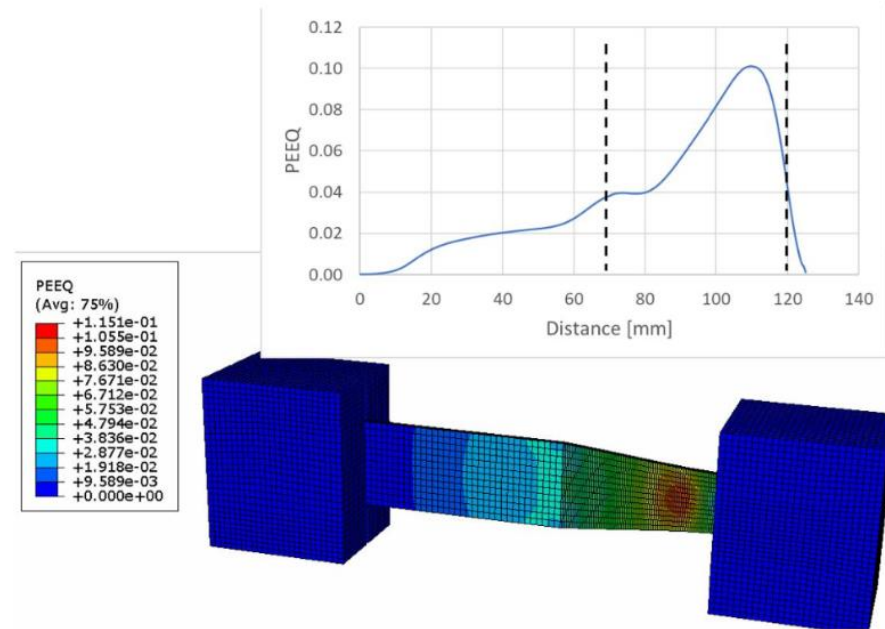 0.12
0.10
0.08
0.06
0.04
0.02
0.00
PEEQ
0 20 40 60 80 100 120 140
Distance [mm]
PEEQ
(Avg: 75%)
+1.151e-01
+1.055e-01
+9.589e-02
+8.630e-02
+7.671e-02
+6.712e-02
+5.753e-02
+4.794e-02
+3.836e-02
+2.877e-02
+1.918e-02
+9.589e-03
+0.000e+00